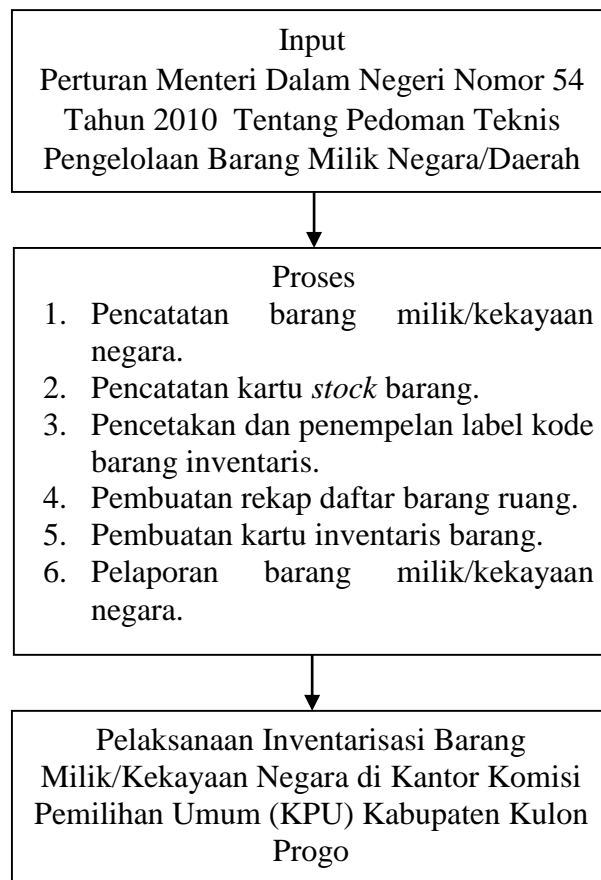 Input
Perturan Menteri Dalam Negeri Nomor 54
Tahun 2010 Tentang Pedoman Teknis
Pengelolaan Barang Milik Negara/Daerah
Proses
1. Pencatatan barang milik/kekayaan
negara.
2. Pencatatan kartu stock barang.
3. Pencetakan dan penempelan label kode
barang inventaris.
4. Pembuatan rekap daftar barang ruang.
5. Pembuatan kartu inventaris barang.
6. Pelaporan barang milik/kekayaan
negara.
Pelaksanaan Inventarisasi Barang
Milik/Kekayaan Negara di Kantor Komisi
Pemilihan Umum (KPU) Kabupaten Kulon
Progo